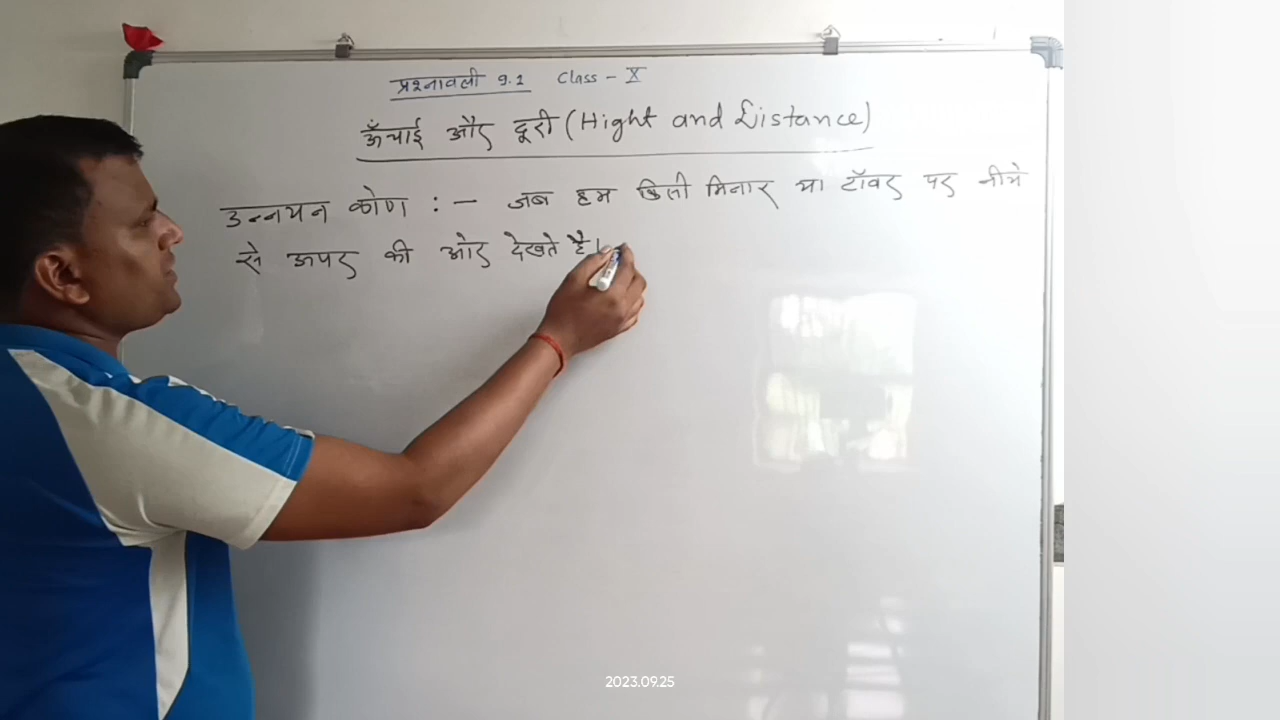 प्रश्नावली 9.1 Class - X
ऊँचाई और दूरी (Hight and Distance)
उन्नयन कोण : - जब हम किसी मिनार या टॉवर पर नीचे
से ऊपर की ओर देखते है।
2023.09.25